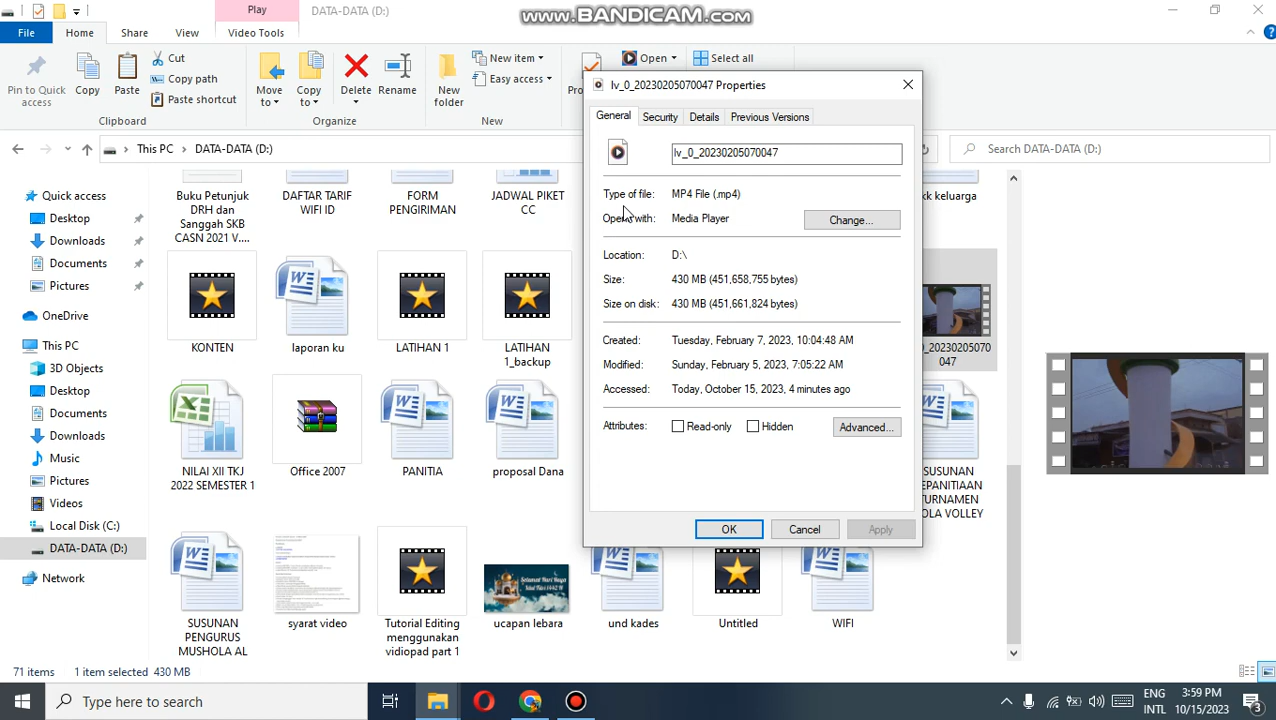 Play
DATA-DATA (D:)
www.BANDICAM.com
File
Home
Share
View
Video Tools
Pin to Quick
access
Copy
Paste
Cut
Copy path
Paste shortcut
Clipboard
Move
to
Copy
to
Delete
Rename
Organize
New
folder
New item
Easy access
New
Open
Select all
This PC
DATA-DATA (D:)
Search DATA-DATA (D:)
Quick access
Desktop
Downloads
Documents
Pictures
OneDrive
This PC
3D Objects
Desktop
Documents
Downloads
Music
Pictures
Videos
Local Disk (C:)
DATA-DATA (D:)
Network
Buku Petunjuk
DRH dan
Sanggah SKB
CASN 2021 V....
DAFTAR TARIF
WIFI ID
FORM
PENGIRIMAN
JADWAL PIKET
CC
kk keluarga
KONTEN
laporan ku
LATIHAN 1
LATIHAN
1_backup
_0_20230205070
047
NILAI XII TKJ
2022 SEMESTER 1
Office 2007
PANITIA
proposal Dana
SUSUNAN
EPANITIAAN
TURNAMEN
OLA VOLLEY
SUSUNAN
PENGURUS
MUSHOLA AL
syarat video
Tutorial Editing
menggunakan
vidiopad part 1
Selamat Hari Raya
ucapan lebara
und kades
Untitled
WIFI
lv_0_20230205070047 Properties
General
Security
Details
Previous Versions
lv_0_20230205070047
Type of file:
MP4 File (.mp4)
Opens with:
Media Player
Change...
Location:
D:\
Size:
430 MB (451,658,755 bytes)
Size on disk:
430 MB (451,661,824 bytes)
Created:
Tuesday, February 7, 2023, 10:04:48 AM
Modified:
Sunday, February 5, 2023, 7:05:22 AM
Accessed:
Today, October 15, 2023, 4 minutes ago
Attributes:
Read-only
Hidden
Advanced...
OK
Cancel
Apply
71 items
1 item selected 430 MB
Type here to search
ENG
INTL
3:59 PM
10/15/2023
3